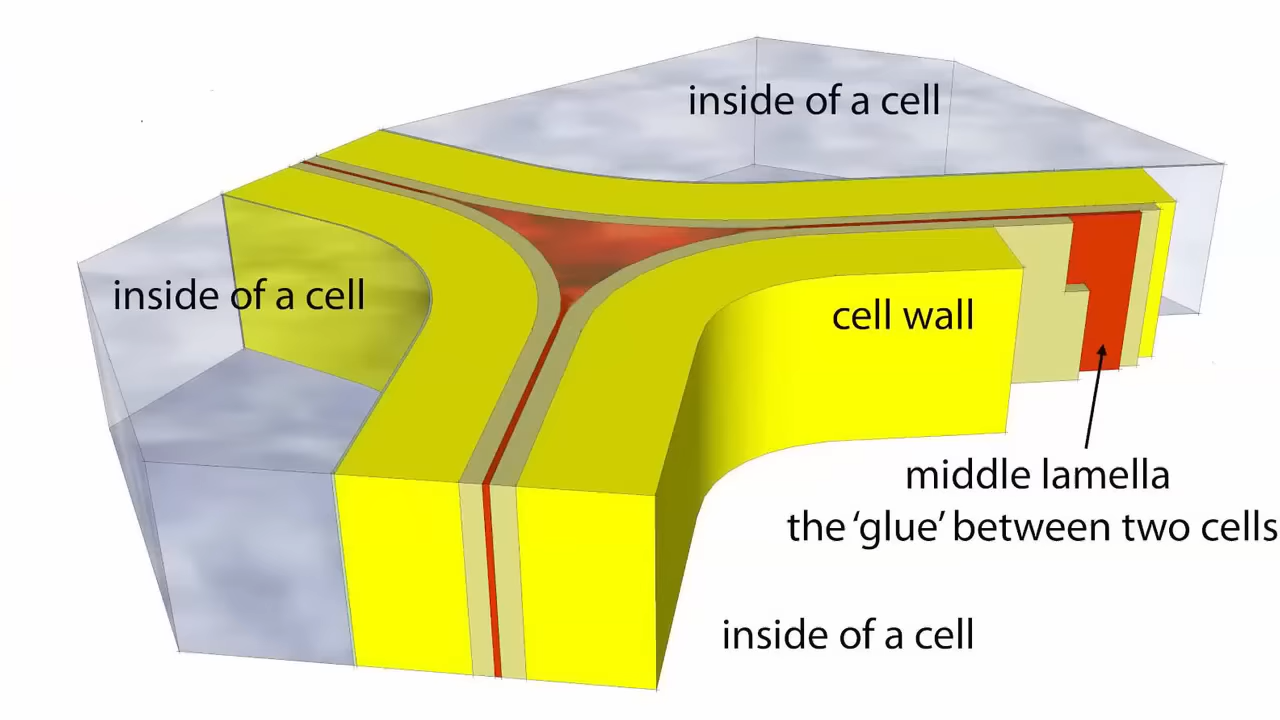 inside of a cell
inside of a cell
cell wall
middle lamella
the ‘glue’ between two cells
inside of a cell